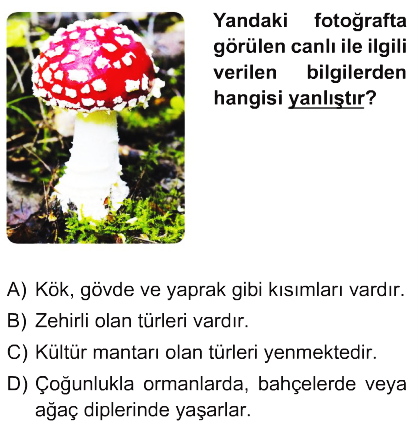 Yandaki fotoğrafta
görülen canlı ile ilgili
verilen bilgilerden
hangisi yanlıştır?
A) Kök, gövde ve yaprak gibi kısımları vardır.
B) Zehirli olan türleri vardır.
C) Kültür mantarı olan türleri yenmektedir.
D) Çoğunlukla ormanlarda, bahçelerde veya
ağaç diplerinde yaşarlar.